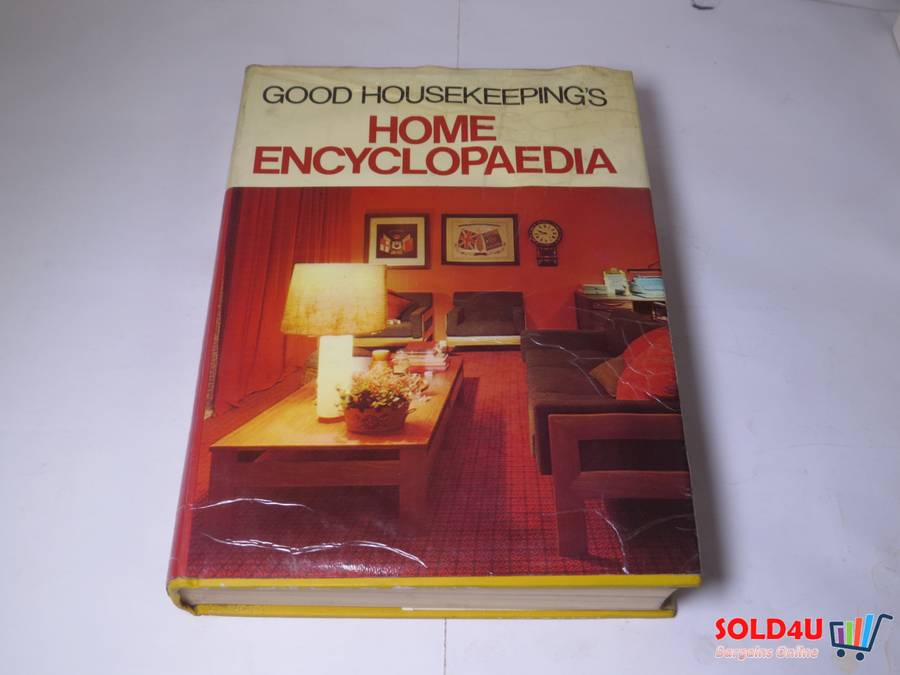 GOOD HOUSEKEEPING'S
HOME
ENCYCLOPAEDIA
SOLD4U
Bargains Online